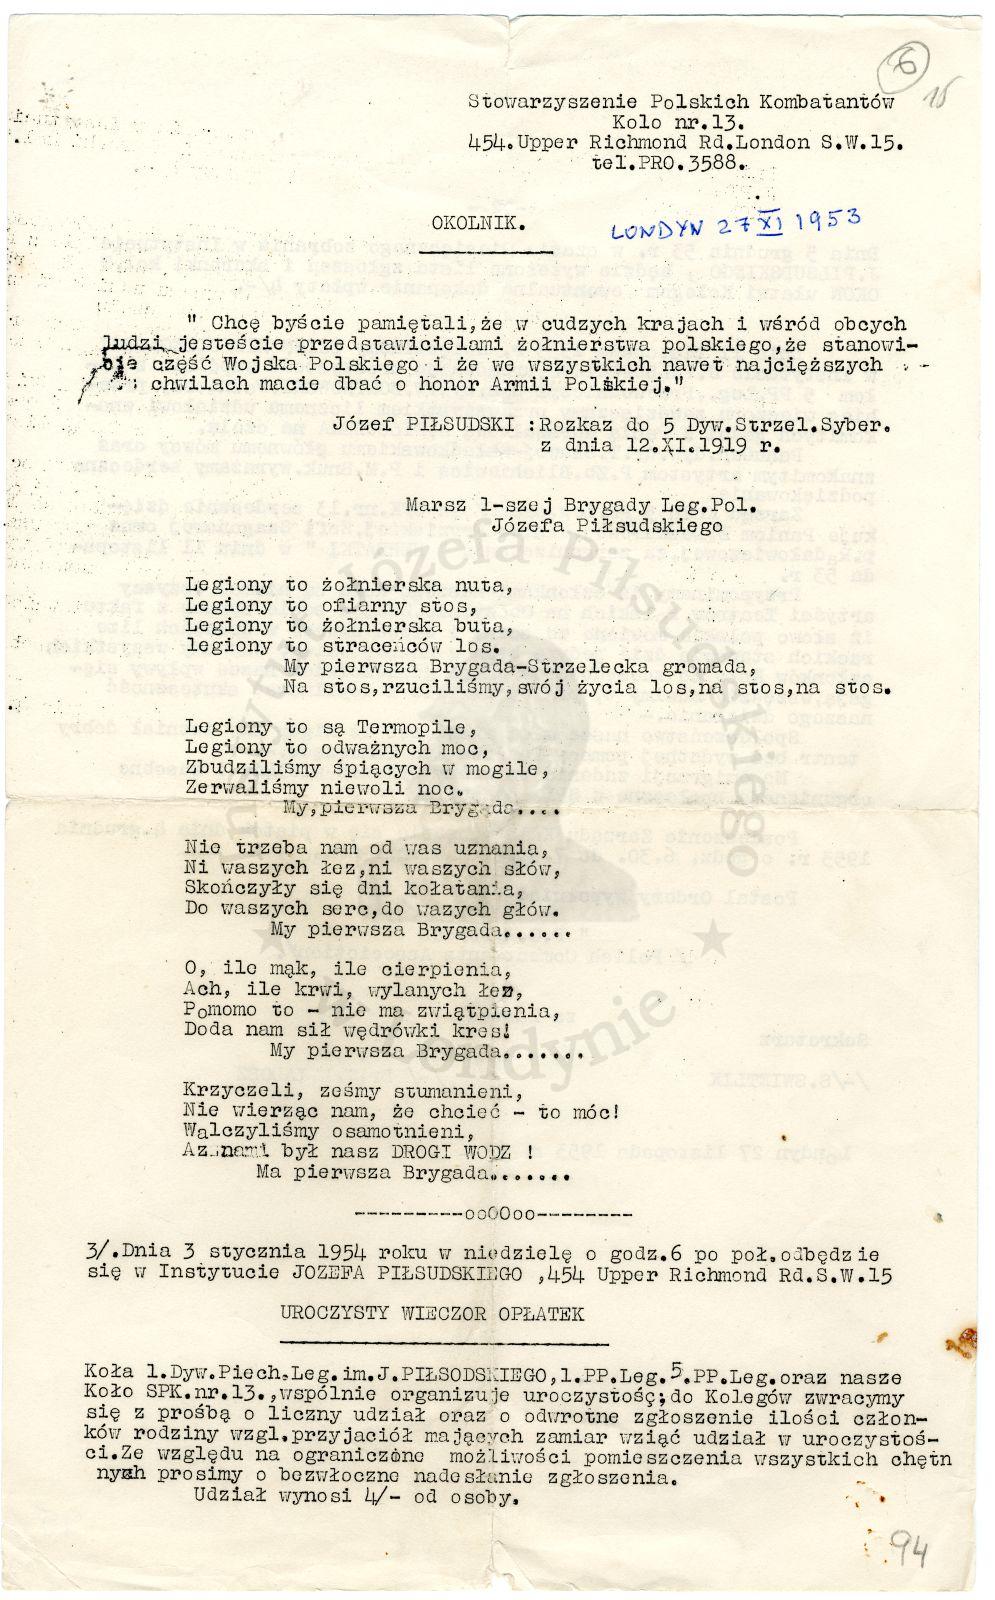 6
15
Stowarzyszenie Polskich Kombatantów
Kolo nr.13.
454.Upper Richmond Rd.London S.W.15.
tel.PRO.3588.
OKOLNIK.
LONDYN 27 XI 1953
" Chcę byście pamiętali,że w cudzych krajach i wśród obcych
ludzi jesteście przedstawicielami żołnierstwa polskiego,że stanowi-
cie część Wojska Polskiego i że we wszystkich nawet najcięższych
chwilach macie dbać o honor Armii Polskiej."
Józef PIŁSUDSKI :Rozkaz do 5 Dyw.Strzel.Syber.
z dnia 12.XI.1919 r.
Marsz 1-szej Brygady Leg.Pol.
Józefa Piłsudskiego
Legiony to żołnierska nuta,
Legiony to ofiarny stos,
Legiony to żołnierska buta,
legiony to straceńców los.
My pierwsza Brygada-Strzelecka gromada,
Na stos,rzuciliśmy,swój życia los,na stos,na stos.
Legiony to są Termopile,
Legiony to odważnych moc,
Zbudziliśmy śpiących w mogile,
Zerwaliśmy niewoli noc.
My,pierwsza Brygada....
Nie trzeba nam od was uznania,
Ni waszych łez,ni waszych słów,
Skończyły się dni kołatania,
Do waszych serc,do wazych głów.
My pierwsza Brygada......
O, ile mąk, ile cierpienia,
Ach, ile krwi, wylanych łez,
Pomomo to - nie ma zwiątpienia,
Doda nam sił wędrówki kres!
My pierwsza Brygada.......
Krzyczeli, ześmy stumanieni,
Nie wierząc nam, że chcieć - to móc!
Walczyliśmy osamotnieni,
Az nami był nasz DROGI WODZ !
Ma pierwsza Brygada.......
---------ooOOoo--------
3/.Dnia 3 stycznia 1954 roku w niedzielę o godz.6 po poł.odbędzie
się w Instytucie JOZEFA PIŁSUDSKIEGO ,454 Upper Richmond Rd.S.W.15
UROCZYSTY WIECZOR OPŁATEK
Koła 1.Dyw.Piech.Leg.im.J.PIŁSODSKIEGO,1.PP.Leg.5.PP.Leg.oraz nasze
Koło SPK.nr.13.,wspólnie organizuje uroczystość;do Kolegów zwracymy
się z prośbą o liczny udział oraz o odwrotne zgłoszenie ilości człon-
ków rodziny wzgl.przyjaciół mających zamiar wziąć udział w uroczystoś-
ci.Ze względu na ograniczone możliwości pomieszczenia wszystkich chętn
nych prosimy o bezwłoczne nadesłanie zgłoszenia.
Udział wynosi 4/- od osoby.
94
Instytut Józefa Piłsudskiego
w Londynie